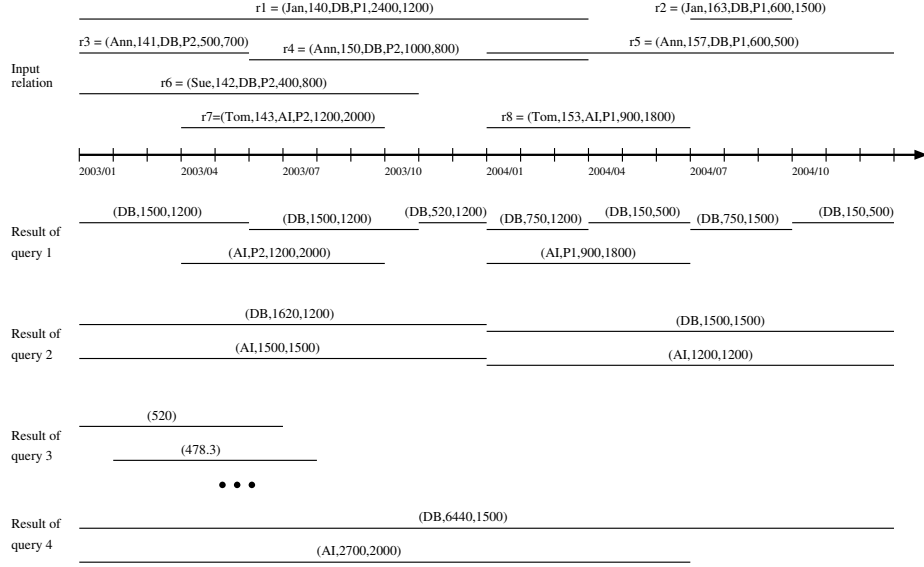 r1 = (Jan,140,DB,P1,2400,1200)
r2 = (Jan,163,DB,P1,600,1500)
r3 = (Ann,141,DB,P2,500,700)
r4 = (Ann,150,DB,P2,1000,800)
r5 = (Ann,157,DB,P1,600,500)
Input
relation
r6 = (Sue,142,DB,P2,400,800)
r7=(Tom,143,AI,P2,1200,2000)
r8 = (Tom,153,AI,P1,900,1800)
2003/01 2003/04 2003/07 2003/10 2004/01 2004/04 2004/07 2004/10
Result of
query 1
(DB,1500,1200)
(DB,1500,1200)
(DB,520,1200)
(DB,750,1200)
(DB,150,500)
(DB,750,1500)
(DB,150,500)
(AI,P2,1200,2000)
(AI,P1,900,1800)
Result of
query 2
(DB,1620,1200)
(DB,1500,1500)
(AI,1500,1500)
(AI,1200,1200)
Result of
query 3
(520)
(478.3)
Result of
query 4
(DB,6440,1500)
(AI,2700,2000)